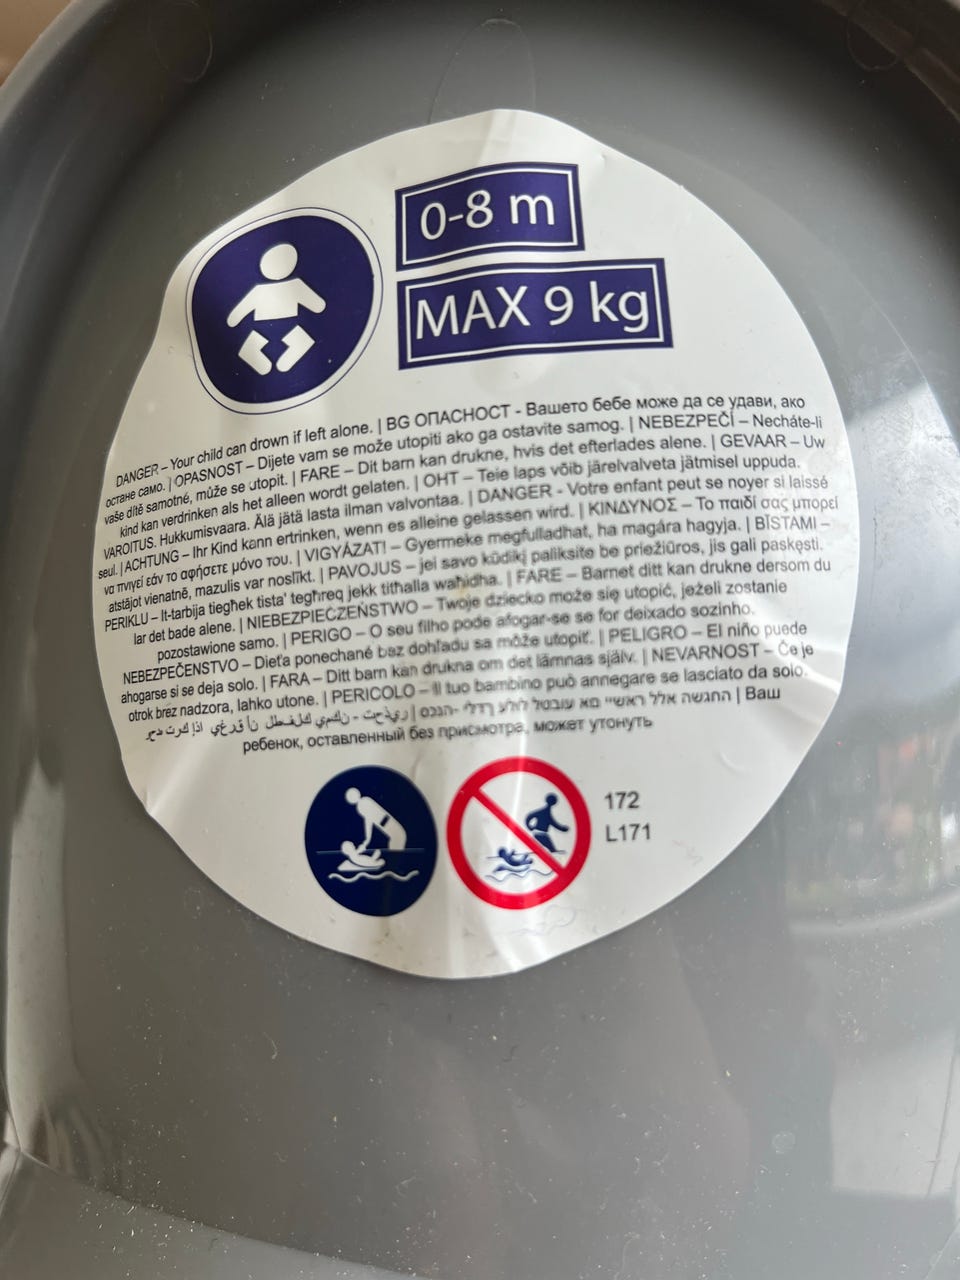 0-8 m
MAX 9 kg
DANGER – Your child can drown if left alone. | BG ОПАСНОСТ - Вашето бебе може да се удави, ако
остане само. | OPASNOST – Dijete vam se može utopiti ako ga ostavite samog. | NEBEZPEČÍ – Necháte-li
vaše dítě samotné, může se utopit. | FARE – Dit barn kan drukne, hvis det efterlades alene. | GEVAAR – Uw
kind kan verdrinken als het alleen wordt gelaten. | OHT – Teie laps võib järelvalveta jätmisel uppuda.
VAROITUS. Hukkumisvaara. Älä jätä lasta ilman valvontaa. | DANGER - Votre enfant peut se noyer si laissé
seul. | ACHTUNG – Ihr Kind kann ertrinken, wenn es alleine gelassen wird. | ΚΙΝΔΥΝΟΣ – Το παιδί σας μπορεί
να πνιγεί εάν το αφήσετε μόνο του. | VIGYÁZAT! – Gyermeke megfulladhat, ha magára hagyja. | BĪSTAMI –
atstājot vienatnē, mazulis var noslīkt. | PAVOJUS – jei savo kūdikį paliksite be priežiūros, jis gali paskęsti.
PERIKLU – It-tarbija tiegħek tista' tegħreq jekk titħalla waħidha. | FARE – Barnet ditt kan drukne dersom du
lar det bade alene. | NIEBEZPIECZEŃSTWO – Twoje dziecko może się utopić, jeżeli zostanie
pozostawione samo. | PERIGO – O seu filho pode afogar-se se for deixado sozinho.
NEBEZPEČENSTVO – Dieťa ponechané bez dohľadu sa môže utopiť. | PELIGRO – El niño puede
ahogarse si se deja solo. | FARA – Ditt barn kan drukna om det lämnas själv. | NEVARNOST – Če je
otrok brez nadzora, lahko utone. | PERICOLO – Il tuo bambino può annegare se lasciato da solo.
| Ваш
ребенок, оставленный без присмотра, может утонуть
172
L171